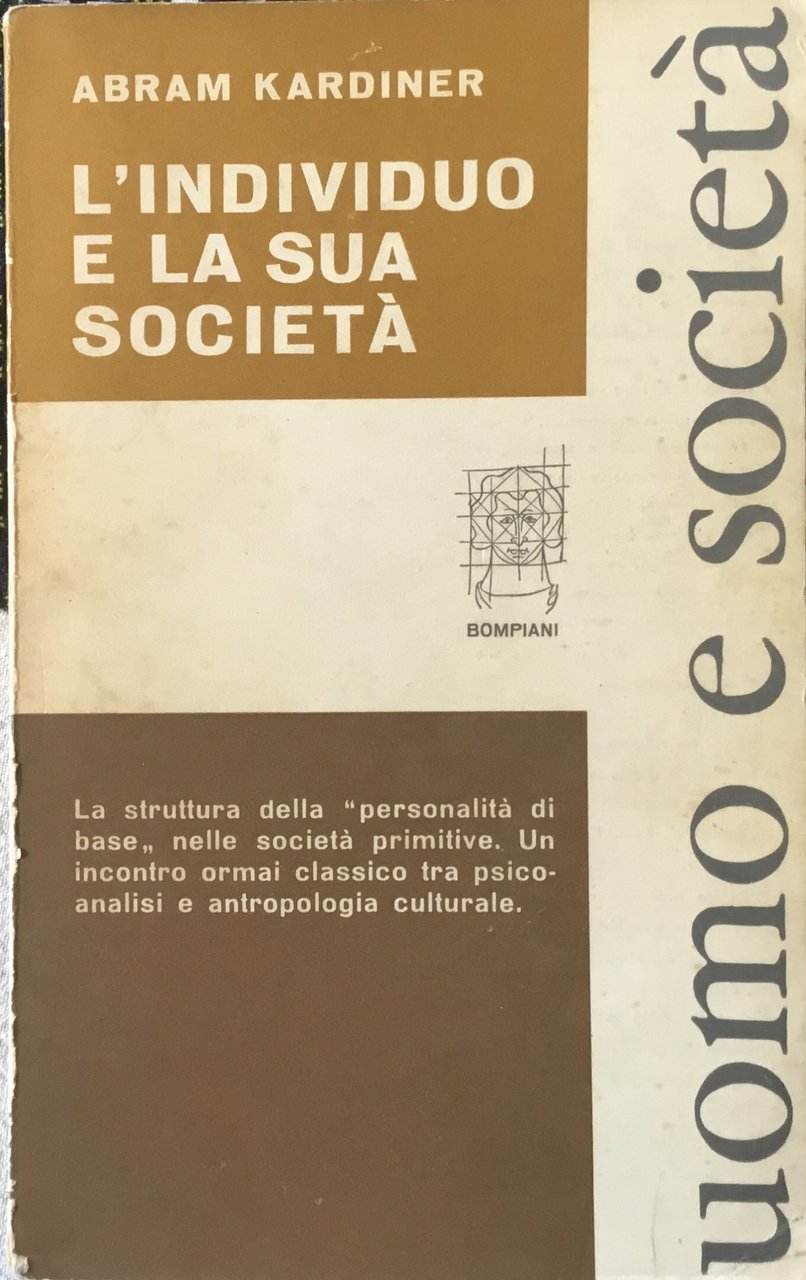 ABRAM KARDINER
L'INDIVIDUO
E LA SUA
SOCIETÀ
BOMPIANI
La struttura della “personalità di
base„ nelle società primitive. Un
incontro ormai classico tra psico-
analisi e antropologia culturale.
uomo e società